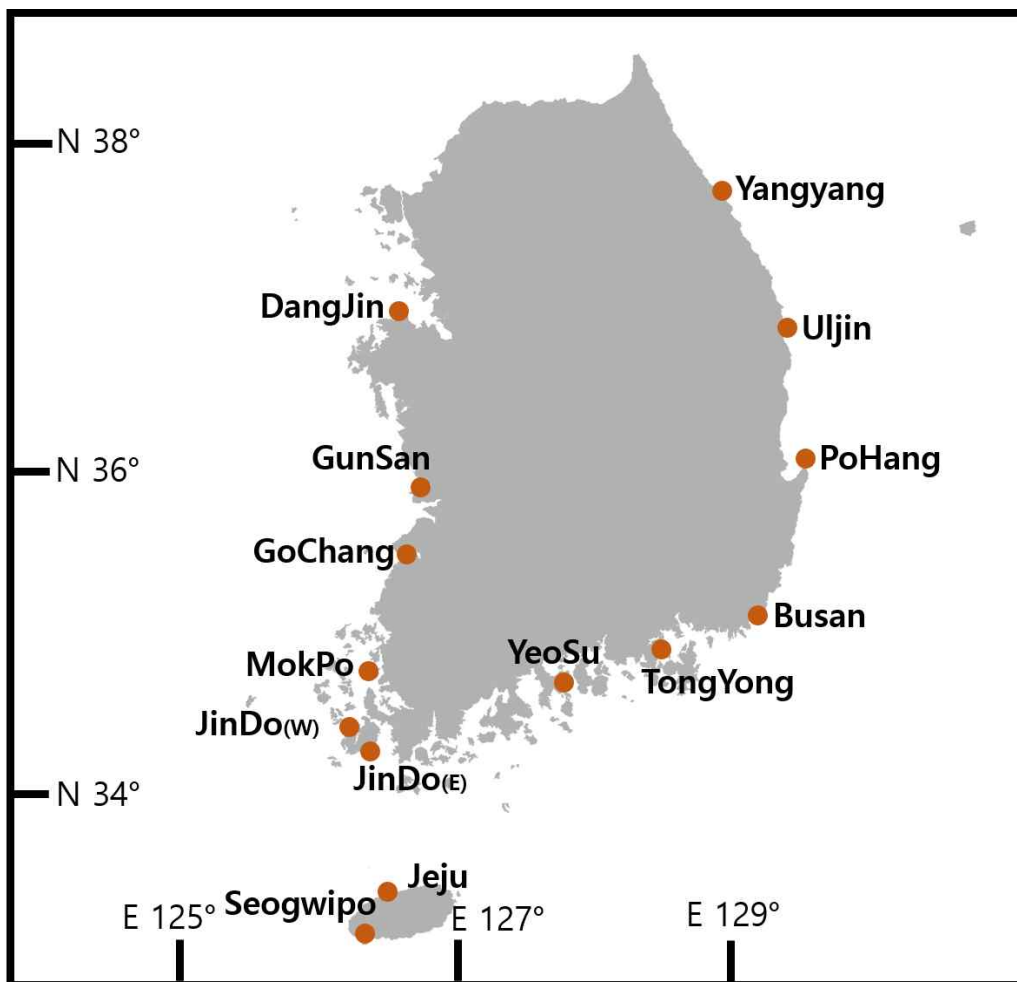 N 38°
Yangyang
DangJin
Uljin
GunSan
PoHang
N 36°
GoChang
Busan
YeoSu
MokPo
TongYong
JinDo(W)
JinDo(E)
N 34°
Jeju
Seogwipo
E 125°
E 127°
E 129°